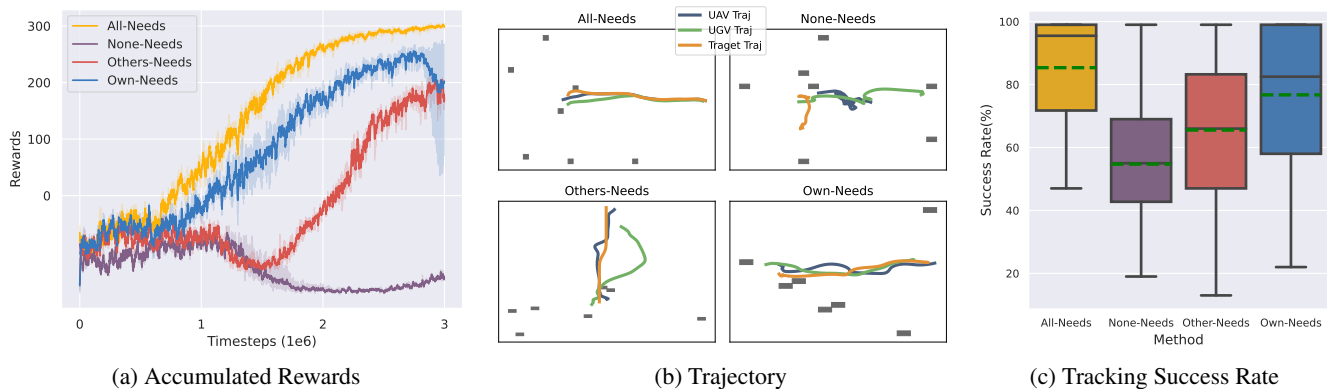 300
200
100
0
Rewards
All-Needs
None-Needs
Others-Needs
Own-Needs
0
1
2
3
Timesteps (1e6)
(a) Accumulated Rewards
All-Needs
None-Needs
UAV Traj
UGV Traj
Traget Traj
Others-Needs
Own-Needs
(b) Trajectory
100
80
60
40
20
Success Rate(%)
All-Needs
None-Needs
Other-Needs
Own-Needs
Method
(c) Tracking Success Rate